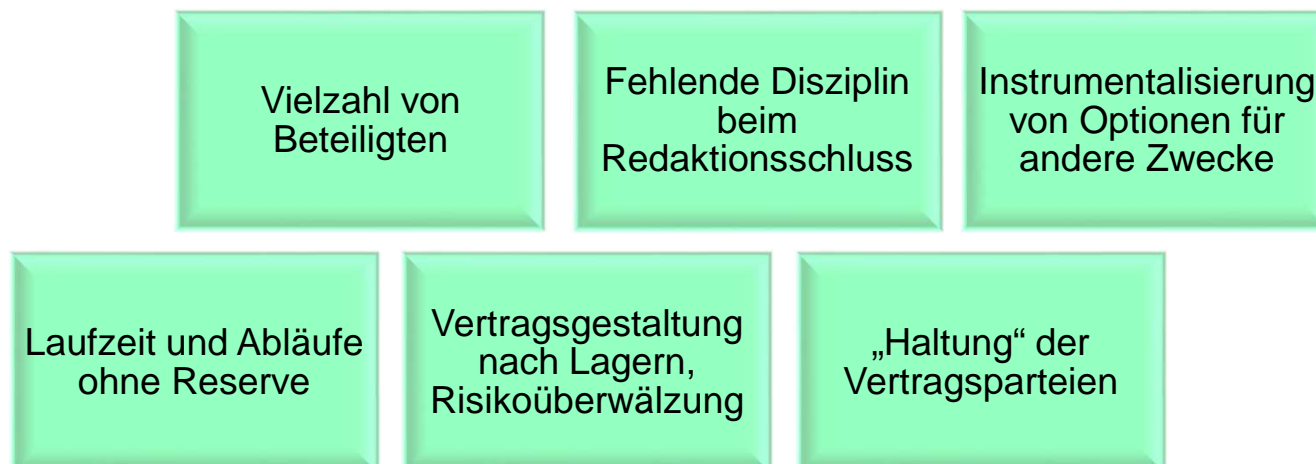 Vielzahl von
Beteiligten
Fehlende Disziplin
beim
Redaktionsschluss
Instrumentalisierung
von Optionen für
andere Zwecke
Laufzeit und Abläufe
ohne Reserve
Vertragsgestaltung
nach Lagern,
Risikoüberwälzung
„Haltung“ der
Vertragsparteien